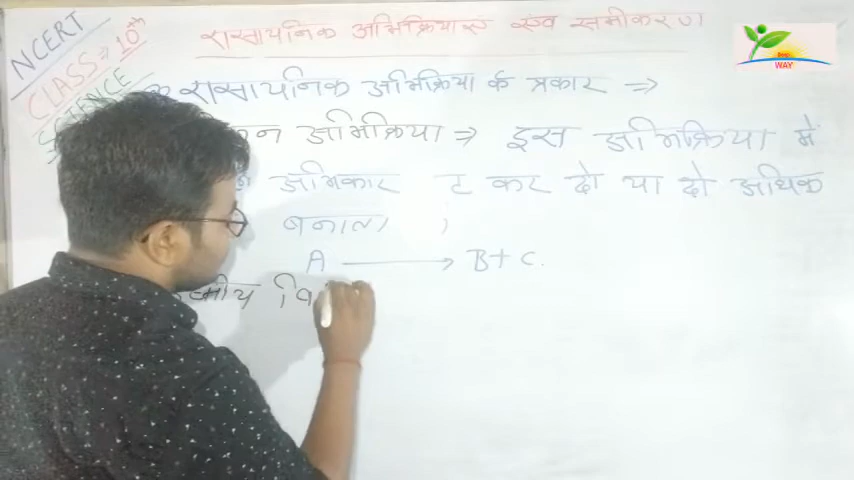 NCERT
CLASS ⇒ 10th
SCIENCE
रासायनिक अभिक्रियाए एवं समीकरण
WAY
रासायनिक अभिक्रिया के प्रकार ⇒
अभिक्रिया ⇒ इस अभिक्रिया में
अभिकार ट कर दो या दो अधिक
बनाता
A ⟶ B + C.